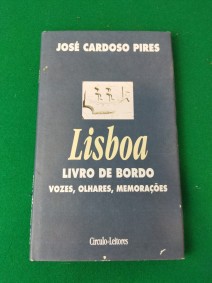 JOSÉ CARDOSO PIRES
Lisboa
LIVRO DE BORDO
VOZES, OLHARES, MEMORAÇÕES
Círculo-Leitores